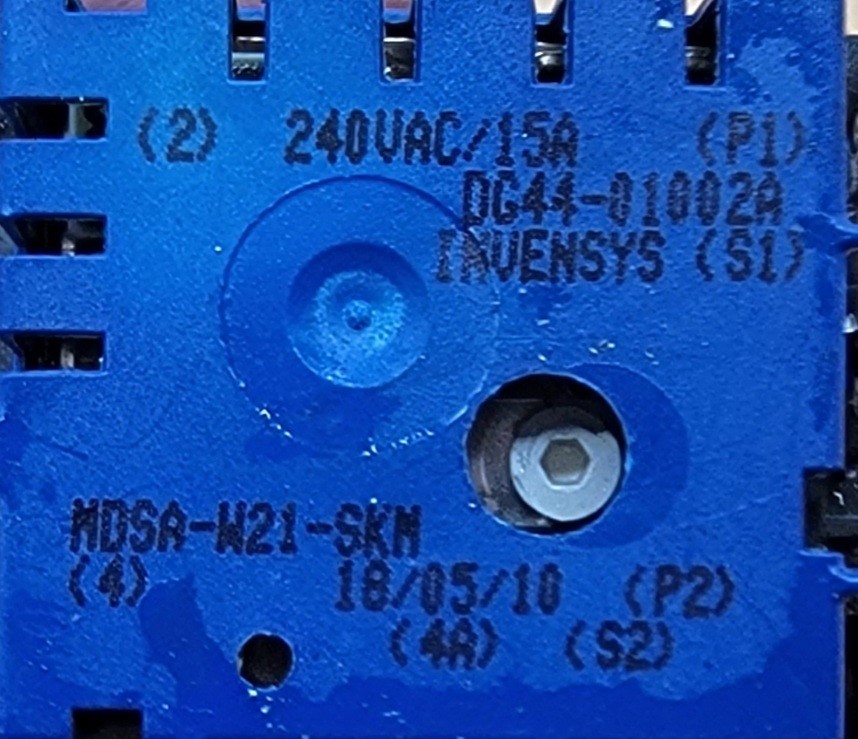 (2) 240VAC/15A (P1)
DG44-01002A
INVENSYS (S1)
MDSA-W21-SKM
(4) 18/05/10 (P2)
(4A) (S2)